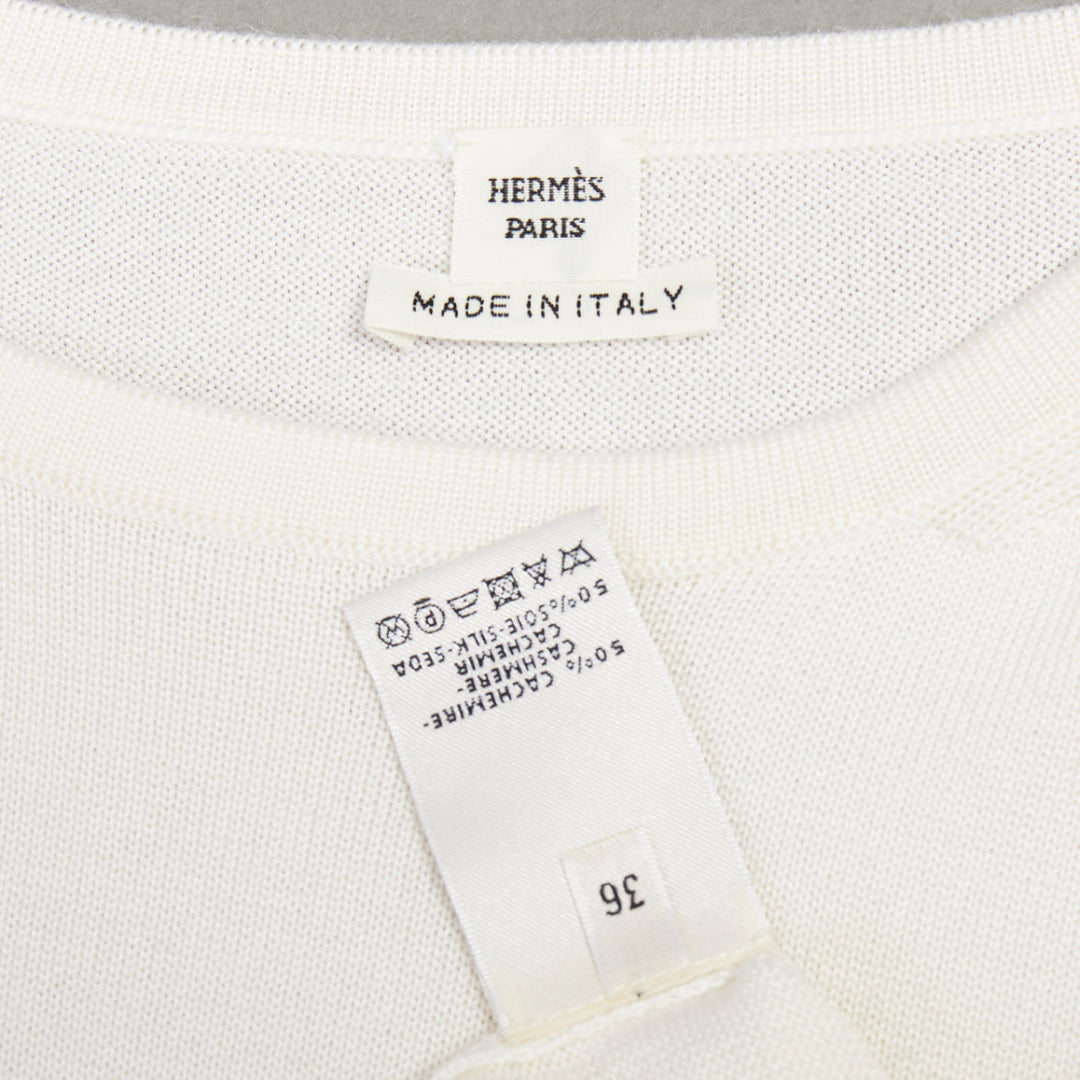 HERMÈS
PARIS
MADE IN ITALY
36
50% CACHEMIRE-
CASHMERE-
CACHEMIR
50%SOIE-SILK-SEDA